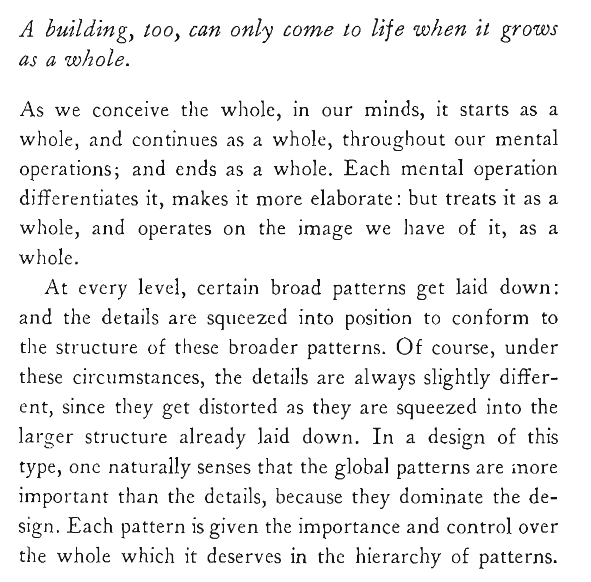 A building, too, can only come to life when it grows
as a whole.
As we conceive the whole, in our minds, it starts as a
whole, and continues as a whole, throughout our mental
operations; and ends as a whole. Each mental operation
differentiates it, makes it more elaborate: but treats it as a
whole, and operates on the image we have of it, as a
whole.
At every level, certain broad patterns get laid down:
and the details are squeezed into position to conform to
the structure of these broader patterns. Of course, under
these circumstances, the details are always slightly differ-
ent, since they get distorted as they are squeezed into the
larger structure already laid down. In a design of this
type, one naturally senses that the global patterns are more
important than the details, because they dominate the de-
sign. Each pattern is given the importance and control over
the whole which it deserves in the hierarchy of patterns.